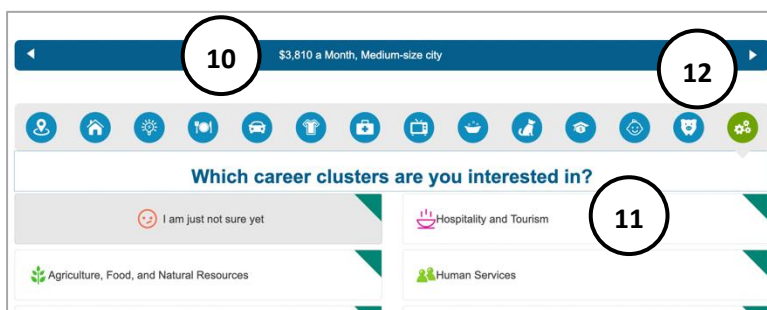 10
$3,810 a Month, Medium-size city
12
Which career clusters are you interested in?
I am just not sure yet
Hospitality and Tourism
11
Agriculture, Food, and Natural Resources
Human Services